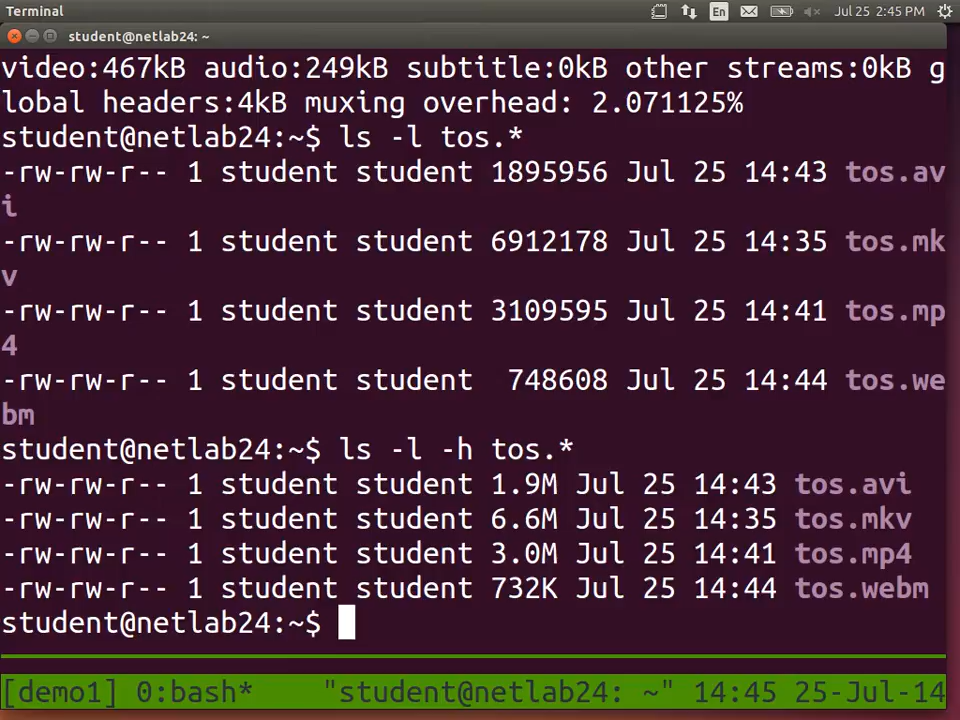 Terminal En Jul 25 2:45 PM
student@netlab24: ~
video:467kB audio:249kB subtitle:0kB other streams:0kB g
lobal headers:4kB muxing overhead: 2.071125%
student@netlab24:~$ ls -l tos.*
-rw-rw-r-- 1 student student 1895956 Jul 25 14:43 tos.av
i
-rw-rw-r-- 1 student student 6912178 Jul 25 14:35 tos.mk
v
-rw-rw-r-- 1 student student 3109595 Jul 25 14:41 tos.mp
4
-rw-rw-r-- 1 student student  748608 Jul 25 14:44 tos.we
bm
student@netlab24:~$ ls -l -h tos.*
-rw-rw-r-- 1 student student 1.9M Jul 25 14:43 tos.avi
-rw-rw-r-- 1 student student 6.6M Jul 25 14:35 tos.mkv
-rw-rw-r-- 1 student student 3.0M Jul 25 14:41 tos.mp4
-rw-rw-r-- 1 student student 732K Jul 25 14:44 tos.webm
student@netlab24:~$
[demo1] 0:bash* "student@netlab24: ~" 14:45 25-Jul-14